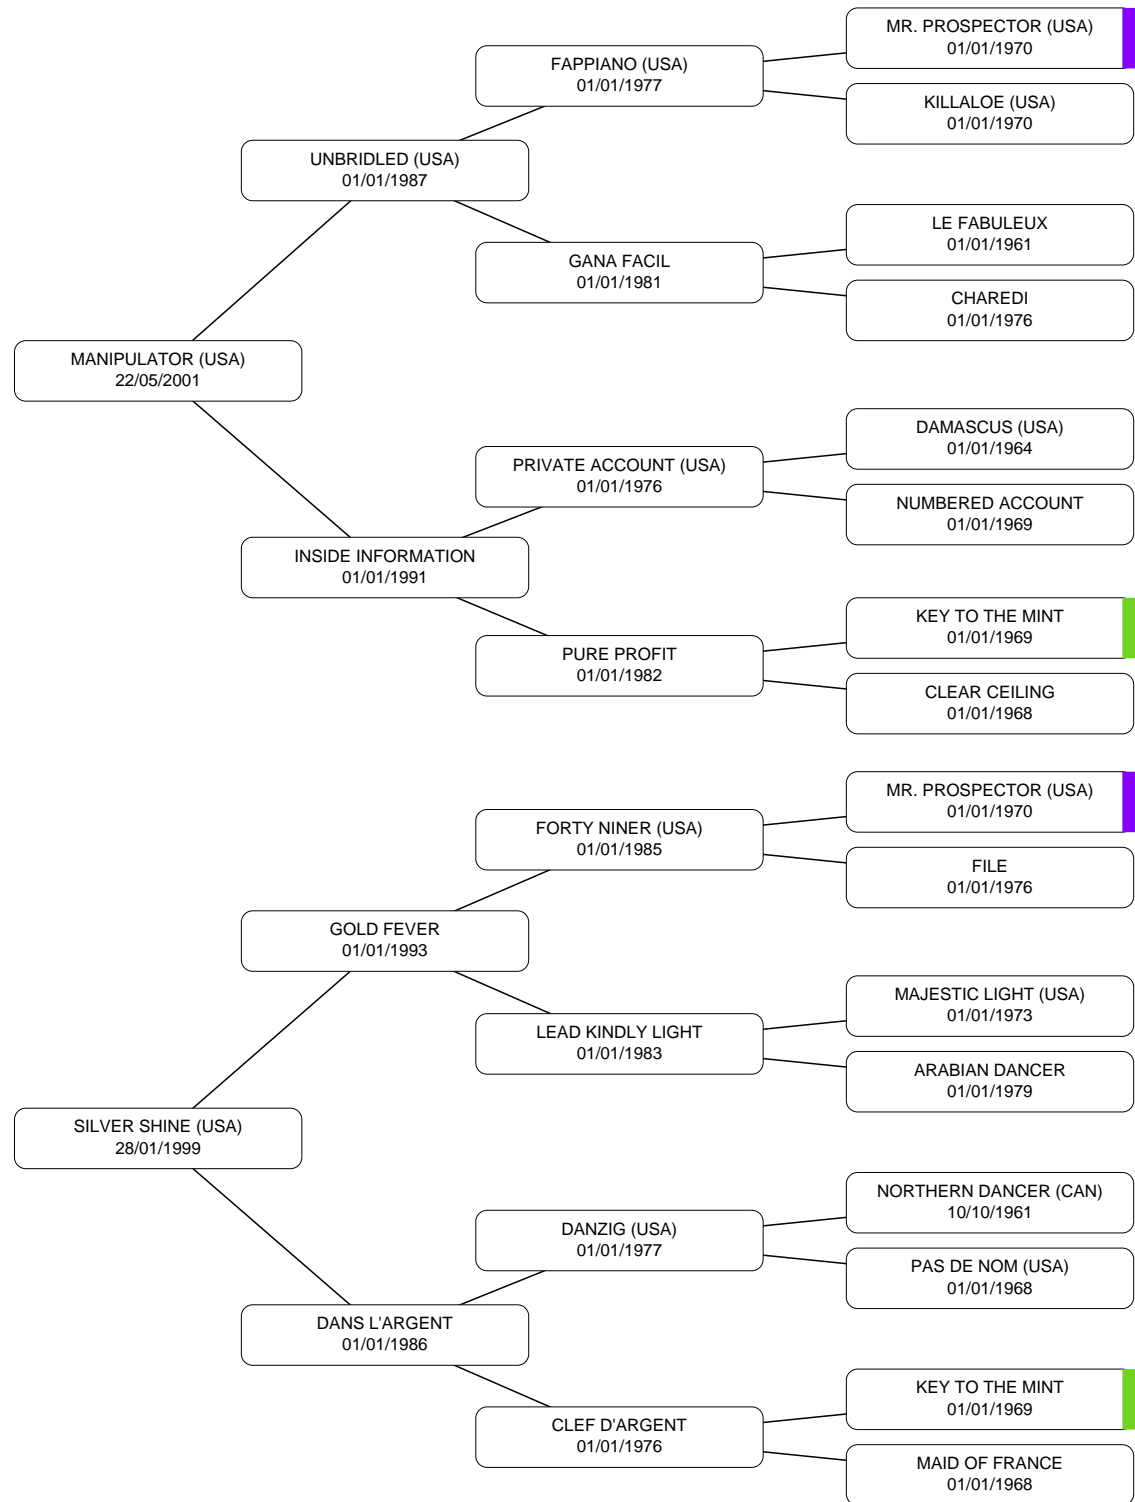 MR. PROSPECTOR (USA)
01/01/1970
FAPPIANO (USA)
01/01/1977
KILLALOE (USA)
01/01/1970
UNBRIDLED (USA)
01/01/1987
LE FABULEUX
01/01/1961
GANA FACIL
01/01/1981
CHAREDI
01/01/1976
MANIPULATOR (USA)
22/05/2001
DAMASCUS (USA)
01/01/1964
PRIVATE ACCOUNT (USA)
01/01/1976
NUMBERED ACCOUNT
01/01/1969
INSIDE INFORMATION
01/01/1991
KEY TO THE MINT
01/01/1969
PURE PROFIT
01/01/1982
CLEAR CEILING
01/01/1968
MR. PROSPECTOR (USA)
01/01/1970
FORTY NINER (USA)
01/01/1985
FILE
01/01/1976
GOLD FEVER
01/01/1993
MAJESTIC LIGHT (USA)
01/01/1973
LEAD KINDLY LIGHT
01/01/1983
ARABIAN DANCER
01/01/1979
SILVER SHINE (USA)
28/01/1999
NORTHERN DANCER (CAN)
10/10/1961
DANZIG (USA)
01/01/1977
PAS DE NOM (USA)
01/01/1968
DANS L'ARGENT
01/01/1986
KEY TO THE MINT
01/01/1969
CLEF D'ARGENT
01/01/1976
MAID OF FRANCE
01/01/1968